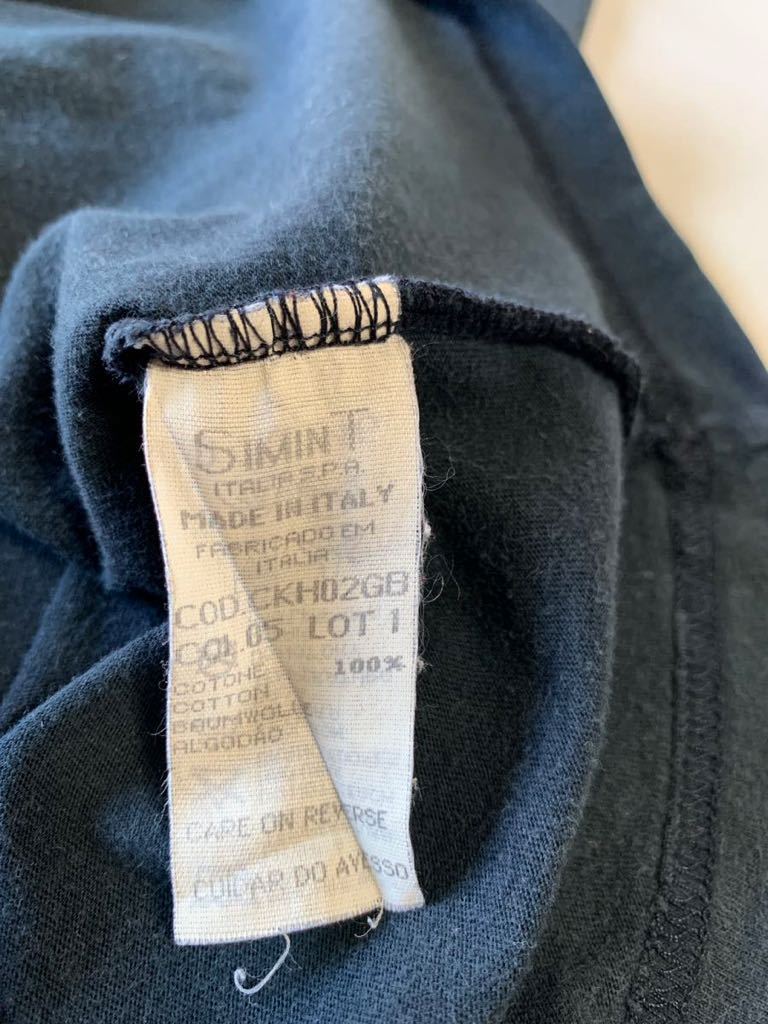 SIMINT
ITALIA S.P.A.
MADE IN ITALY
FABRICADO EM
ITALIA
COD.CKH02GB
COL.05 LOT 1
100%
COTONE
COTTON
BAUMWOLLE
ALGODAO
CARE ON REVERSE
CUIDAR DO AVESSO